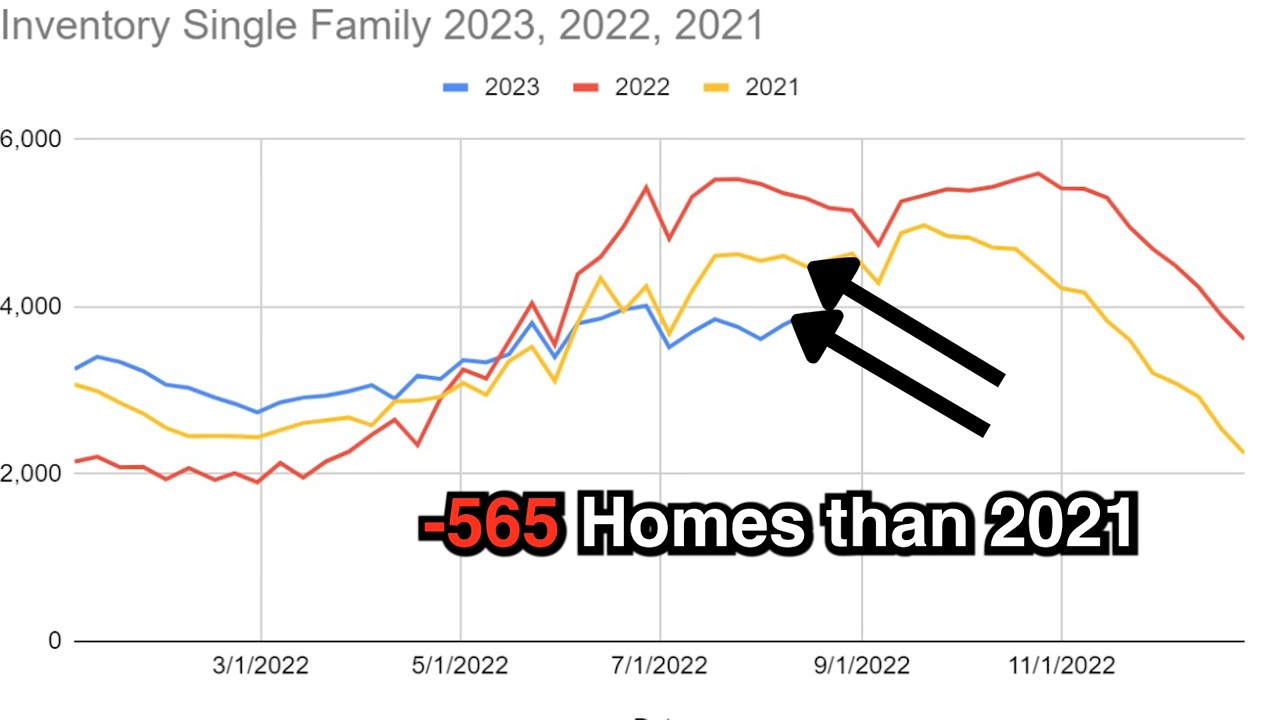 Inventory Single Family 2023, 2022, 2021
2023 2022 2021
6,000
4,000
2,000
-565 Homes than 2021
0
3/1/2022 5/1/2022 7/1/2022 9/1/2022 11/1/2022